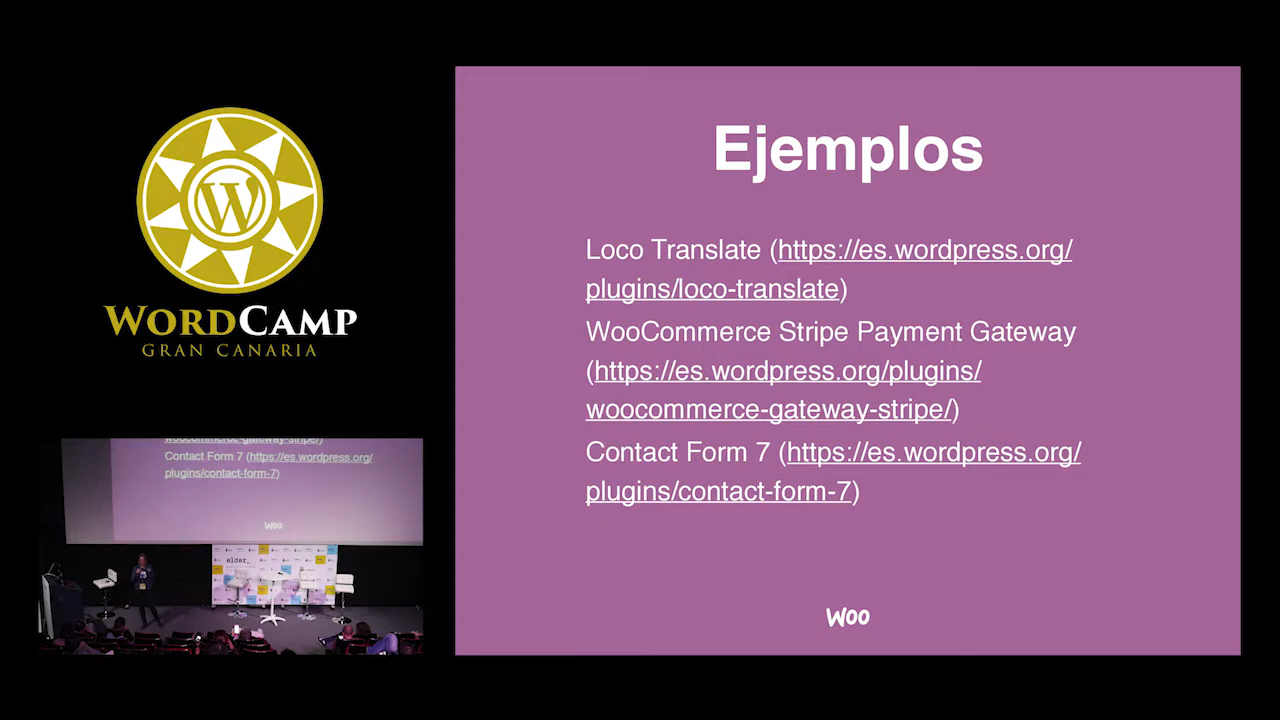 WORDCAMP
GRAN CANARIA
Ejemplos
Loco Translate (https://es.wordpress.org/
plugins/loco-translate)
WooCommerce Stripe Payment Gateway
(https://es.wordpress.org/plugins/
woocommerce-gateway-stripe/)
Contact Form 7 (https://es.wordpress.org/
plugins/contact-form-7)
Woo
woocommerce-gateway-stripe/)
Contact Form 7 (https://es.wordpress.org/
plugins/contact-form-7)
Woo
elder_